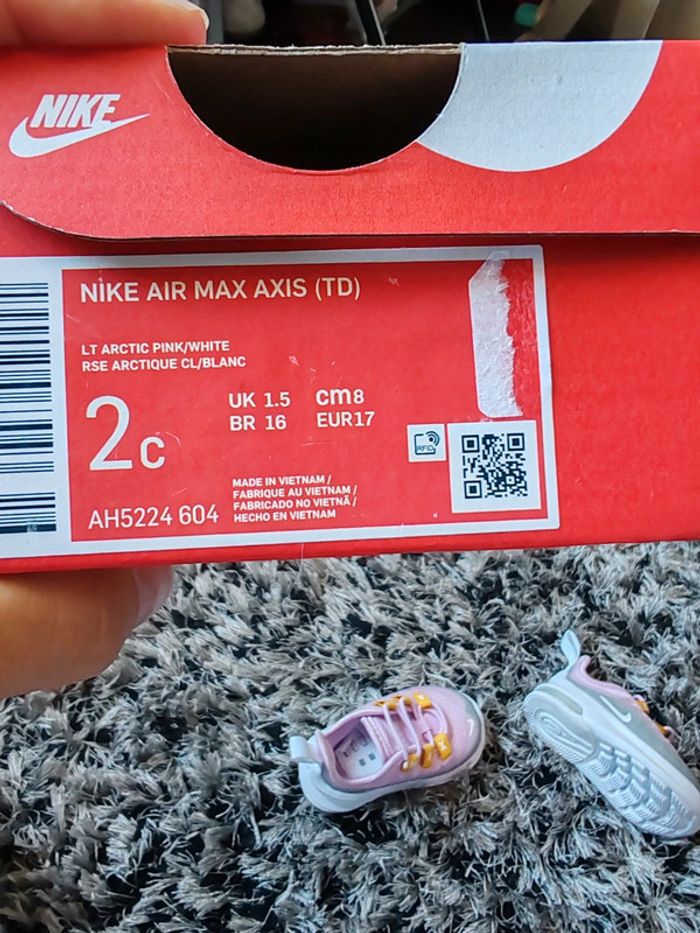 NIKE
NIKE AIR MAX AXIS (TD)
LT ARCTIC PINK/WHITE
RSE ARCTIQUE CL/BLANC
2C
UK 1.5 cm8
BR 16 EUR17
RFID
MADE IN VIETNAM /
FABRIQUE AU VIETNAM /
FABRICADO NO VIETNÃ /
HECHO EN VIETNAM
AH5224 604